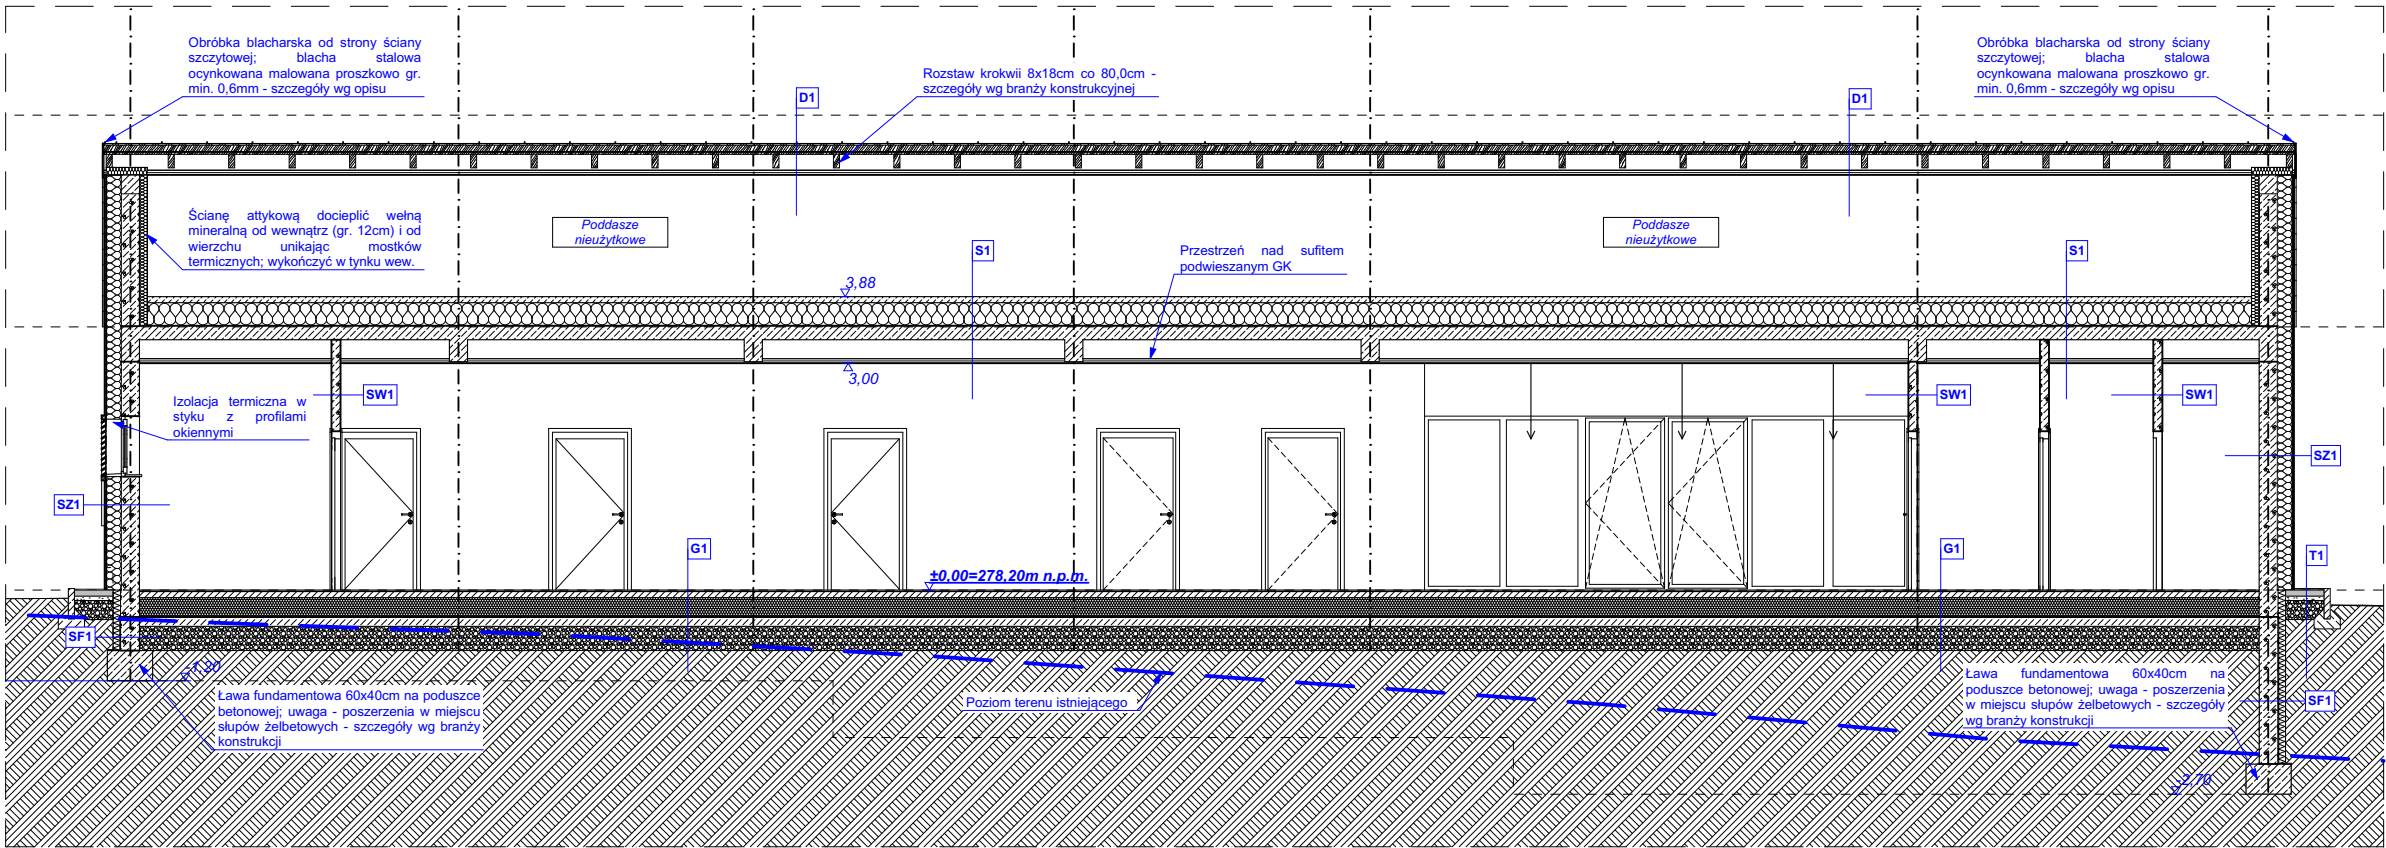 Obróbka blacharska od strony ściany
szczytowej; blacha stalowa
ocynkowana malowana proszkowo gr.
min. 0,6mm - szczegóły wg opisu
D1
Rozstaw krokwii 8x18cm co 80,0cm -
szczegóły wg branży konstrukcyjnej
D1
Obróbka blacharska od strony ściany
szczytowej; blacha stalowa
ocynkowana malowana proszkowo gr.
min. 0,6mm - szczegóły wg opisu
Ścianę attykową docieplić wełną
mineralną od wewnątrz (gr. 12cm) i od
wierzchu unikając mostków
termicznych; wykończyć w tynku wew.
Poddasze
nieużytkowe
S1
Przestrzeń nad sufitem
podwieszanym GK
Poddasze
nieużytkowe
S1
3,88
3,00
Izolacja termiczna w
styku z profilami
okiennymi
SW1
SW1
SW1
SZ1
SZ1
G1
G1
T1
±0,00=278,20m n.p.m.
SF1
-1,20
Ława fundamentowa 60x40cm na poduszce
betonowej; uwaga - poszerzenia w miejscu
słupów żelbetowych - szczegóły wg branży
konstrukcji
Poziom terenu istniejącego
Ława fundamentowa 60x40cm na
poduszce betonowej; uwaga - poszerzenia
w miejscu słupów żelbetowych - szczegóły
wg branży konstrukcji
SF1
-2,70